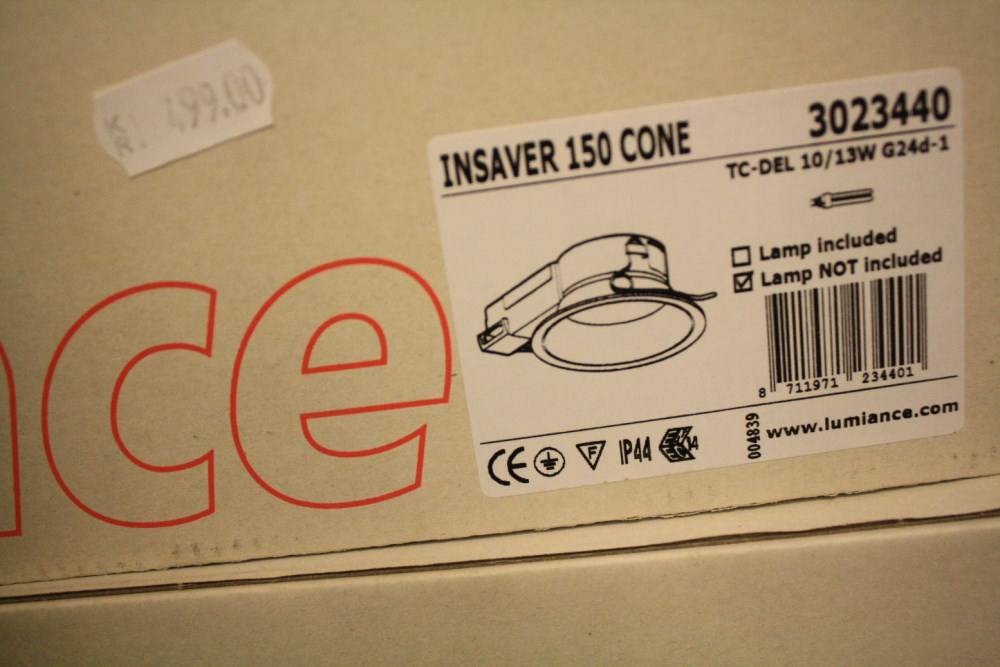 499.00
INSAVER 150 CONE
3023440
TC-DEL 10/13W G24d-1
Lamp included
Lamp NOT included
8 711971 234401
004839
www.lumiance.com
CE F IP44
nce